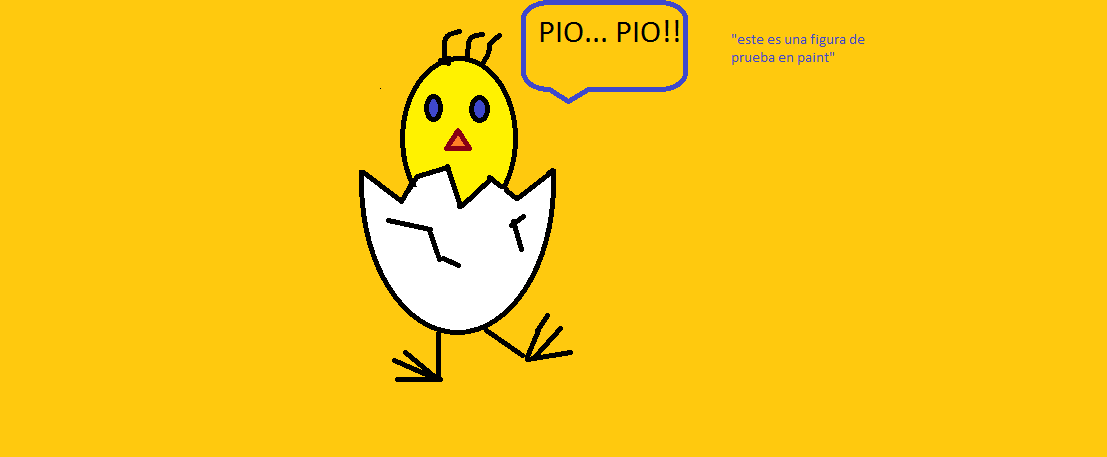 PIO... PIO!!
"este es una figura de
prueba en paint"